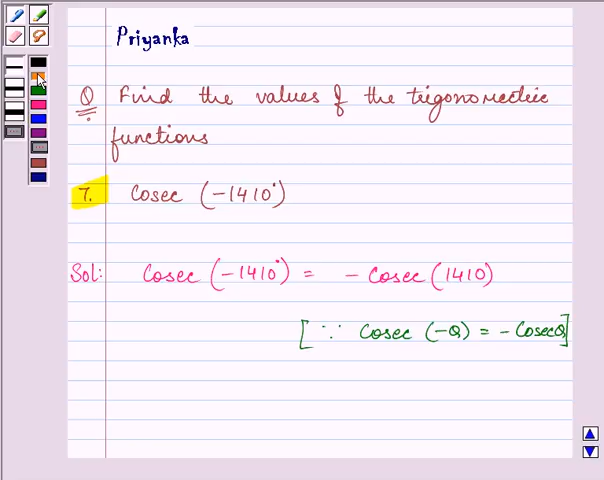 Priyanka
Q Find the values of the trigonometric
functions
7. Cosec (-1410°)
Sol: Cosec (-1410°) = - Cosec (1410)
[∵ Cosec (-θ) = - Cosecθ]